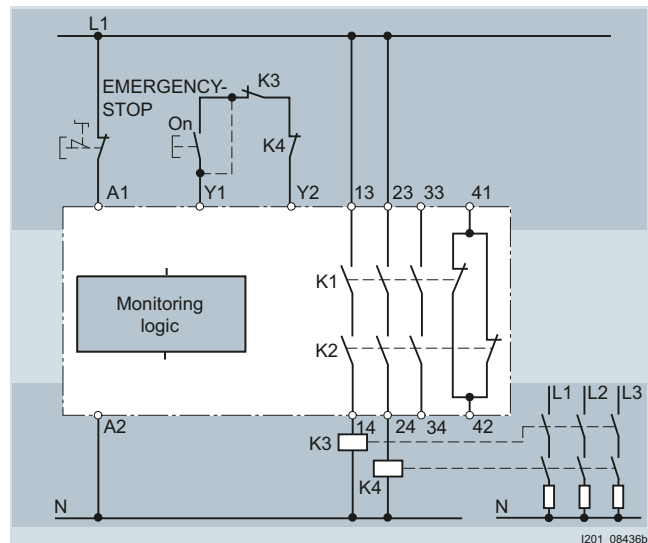 L1
EMERGENCY-
STOP
K3
On
K4
A1
Y1
Y2
13
23
33
41
K1
Monitoring
logic
K2
A2
14
24
34
42
L1
L2
L3
K3
K4
N
N
I201_08436b